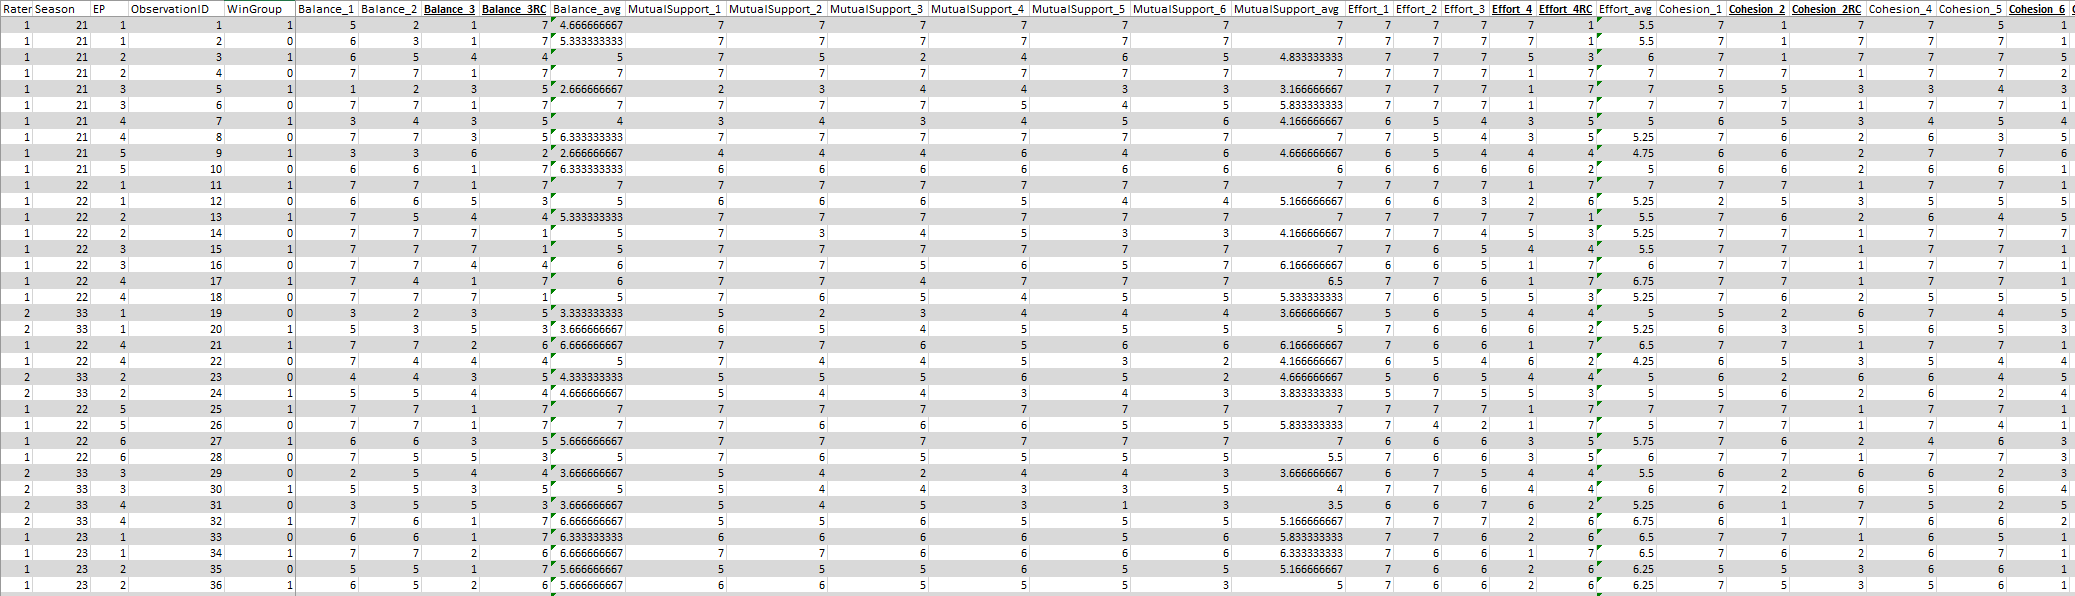 Rater Season EP ObservationID WinGroup Balance_1 Balance_2 Balance_3 Balance_3RC Balance_avg MutualSupport_1 MutualSupport_2 MutualSupport_3 MutualSupport_4 MutualSupport_5 MutualSupport_6 MutualSupport_avg Effort_1 Effort_2 Effort_3 Effort_4 Effort_4RC Effort_avg Cohesion_1 Cohesion_2 Cohesion_2RC Cohesion_4 Cohesion_5 Cohesion_6
1 21 1 1 1 5 2 1 7 4.666666667 7 7 7 7 7 7 7 7 7 7 7 1 5.5 7 1 7 7 5 1
1 21 1 2 0 6 3 1 7 5.333333333 7 7 7 7 7 7 7 7 7 7 7 1 5.5 7 1 7 7 7 1
1 21 2 3 1 6 5 4 4 5 7 5 2 4 6 5 4.833333333 7 7 7 5 3 6 7 1 7 7 7 5
1 21 2 4 0 7 7 1 7 7 7 7 7 7 7 7 7 7 7 7 1 7 7 7 7 1 7 7 2
1 21 3 5 1 1 2 3 5 2.666666667 2 3 4 4 3 3 3.166666667 7 7 7 1 7 7 5 5 3 3 4 3
1 21 3 6 0 7 7 1 7 7 7 7 7 5 4 5 5.833333333 7 7 7 1 7 7 7 7 1 7 7 1
1 21 4 7 1 3 4 3 5 4 3 4 3 4 5 6 4.166666667 6 5 4 3 5 5 6 5 3 4 5 4
1 21 4 8 0 7 7 3 5 6.333333333 7 7 7 7 7 7 7 7 5 4 3 5 5.25 7 6 2 6 3 5
1 21 5 9 1 3 3 6 2 2.666666667 4 4 4 6 4 6 4.666666667 6 5 4 4 4 4.75 6 6 2 7 7 6
1 21 5 10 0 6 6 1 7 6.333333333 6 6 6 6 6 6 6 6 6 6 6 2 5 6 6 2 6 6 1
1 22 1 11 1 7 7 1 7 7 7 7 7 7 7 7 7 7 7 7 1 7 7 7 7 1 7 7 1
1 22 1 12 0 6 6 5 3 5 6 6 6 5 4 4 5.166666667 6 6 3 2 6 5.25 2 5 3 5 5 5
1 22 2 13 1 7 5 4 4 5.333333333 7 7 7 7 7 7 7 7 7 7 7 1 5.5 7 6 2 6 4 5
1 22 2 14 0 7 7 7 1 5 7 3 4 5 3 3 4.166666667 7 7 4 5 3 5.25 7 7 1 7 7 7
1 22 3 15 1 7 7 7 1 5 7 7 7 7 7 7 7 7 6 5 4 4 5.5 7 7 1 7 7 1
1 22 3 16 0 7 7 4 4 6 7 7 5 6 5 7 6.166666667 6 6 5 1 7 6 7 7 1 7 7 1
1 22 4 17 1 7 4 1 7 6 7 7 4 7 7 7 6.5 7 7 6 1 7 6.75 7 7 1 7 7 1
1 22 4 18 0 7 7 7 1 5 7 6 5 4 5 5 5.333333333 7 6 5 5 3 5.25 7 6 2 5 5 5
2 33 1 19 0 3 2 3 5 3.333333333 5 2 3 4 4 4 3.666666667 5 6 5 4 4 5 5 2 6 7 4 5
2 33 1 20 1 5 3 5 3 3.666666667 6 5 4 5 5 5 5 7 6 6 6 2 5.25 6 3 5 6 5 3
1 22 4 21 1 7 7 2 6 6.666666667 7 7 6 5 6 6 6.166666667 7 6 6 1 7 6.5 7 7 1 7 7 1
1 22 4 22 0 7 4 4 4 5 7 4 4 5 3 2 4.166666667 6 5 4 6 2 4.25 6 5 3 5 4 4
2 33 2 23 0 4 4 3 5 4.333333333 5 5 5 6 5 2 4.666666667 5 6 5 4 4 5 6 2 6 6 4 5
2 33 2 24 1 5 5 4 4 4.666666667 5 4 4 3 4 3 3.833333333 5 7 5 5 3 5 5 6 2 6 2 4
1 22 5 25 1 7 7 1 7 7 7 7 7 7 7 7 7 7 7 7 1 7 7 7 7 1 7 7 1
1 22 5 26 0 7 7 1 7 7 7 6 6 6 5 5 5.833333333 7 4 2 1 7 5 7 7 1 7 4 1
1 22 6 27 1 6 6 3 5 5.666666667 7 7 7 7 7 7 7 6 6 6 3 5 5.75 7 6 2 4 6 3
1 22 6 28 0 7 5 5 3 5 7 6 5 5 5 5 5.5 7 6 6 3 5 6 7 7 1 7 7 3
2 33 3 29 0 2 5 4 4 3.666666667 5 4 2 4 4 3 3.666666667 6 7 5 4 4 5.5 6 2 6 6 2 3
2 33 3 30 1 5 5 3 5 5 5 4 4 3 3 5 4 7 7 6 4 4 6 7 2 6 5 6 4
2 33 4 31 0 3 5 5 3 3.666666667 5 4 5 3 1 3 3.5 6 6 7 6 2 5.25 6 1 7 5 2 5
2 33 4 32 1 7 6 1 7 6.666666667 5 5 6 5 5 5 5.166666667 7 7 7 2 6 6.75 6 1 7 6 6 2
1 23 1 33 0 6 6 1 7 6.333333333 6 6 6 6 5 6 5.833333333 7 7 6 2 6 6.5 7 7 1 6 5 1
1 23 1 34 1 7 7 2 6 6.666666667 7 7 6 6 6 6 6.333333333 7 6 6 1 7 6.5 7 6 2 6 7 1
1 23 2 35 0 5 5 1 7 5.666666667 5 5 5 6 5 5 5.166666667 7 6 6 2 6 6.25 5 5 3 6 6 1
1 23 2 36 1 6 5 2 6 5.666666667 6 6 5 5 5 3 5 7 6 6 2 6 6.25 7 5 3 5 6 1